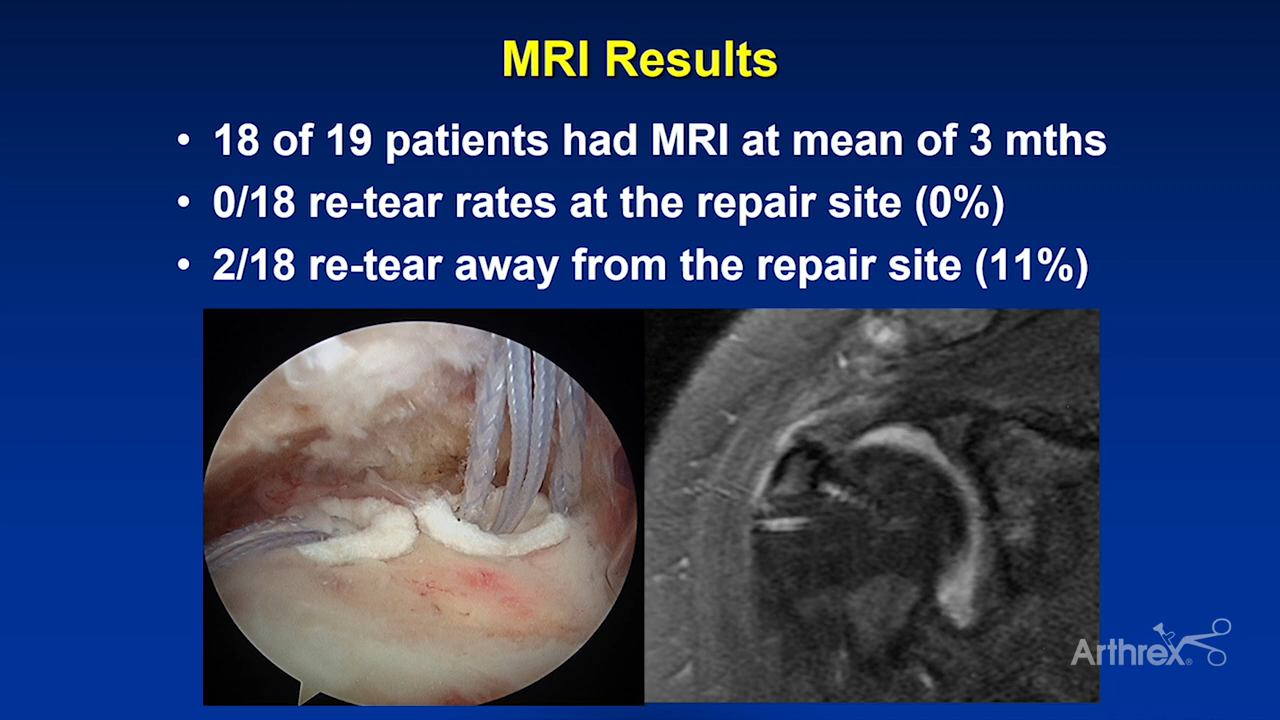 MRI Results
• 18 of 19 patients had MRI at mean of 3 mths
• 0/18 re-tear rates at the repair site (0%)
• 2/18 re-tear away from the repair site (11%)
Arthrex®